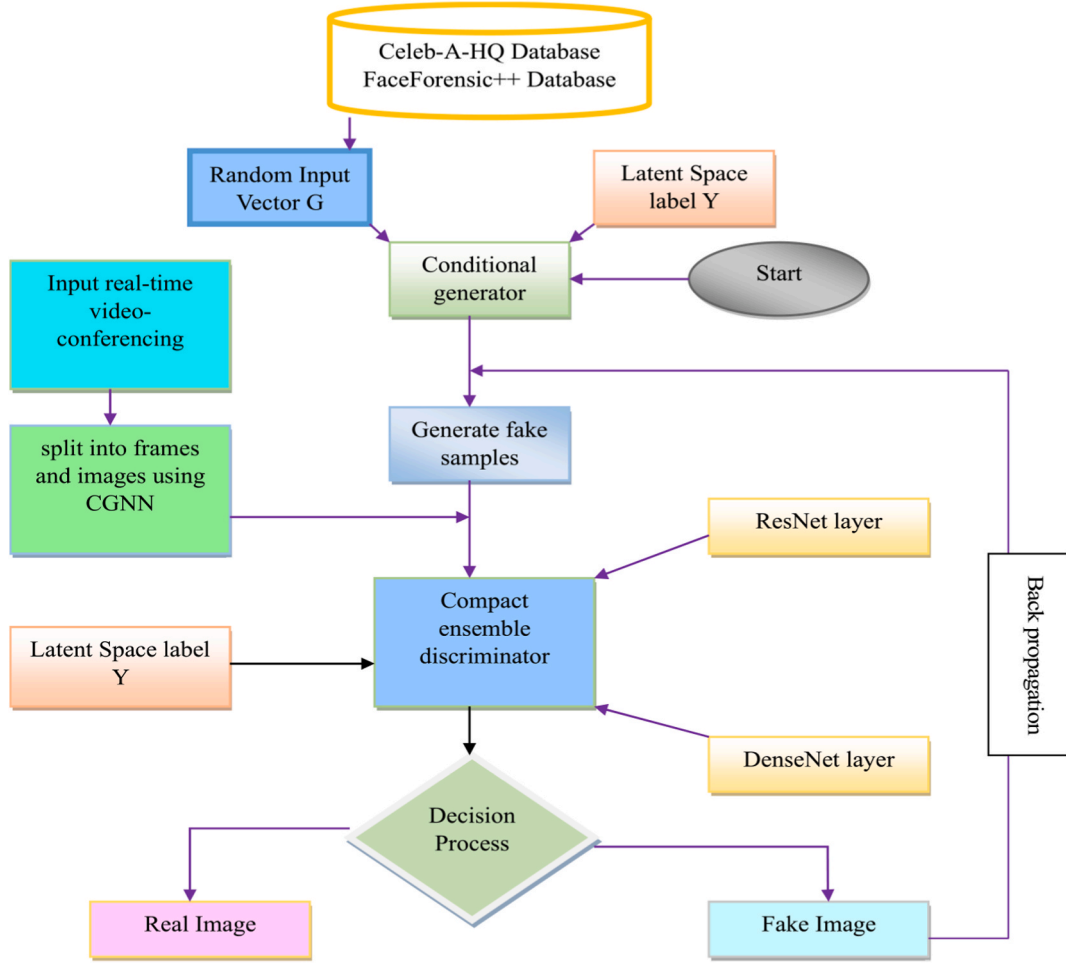 Celeb-A-HQ Database
FaceForensic++ Database
Random Input
Vector G
Latent Space
label Y
Conditional
generator
Start
Input real-time
video-
conferencing
Generate fake
samples
split into frames
and images using
CGNN
ResNet layer
Compact
ensemble
discriminator
Latent Space label
Y
Back propagation
DenseNet layer
Decision
Process
Real Image
Fake Image